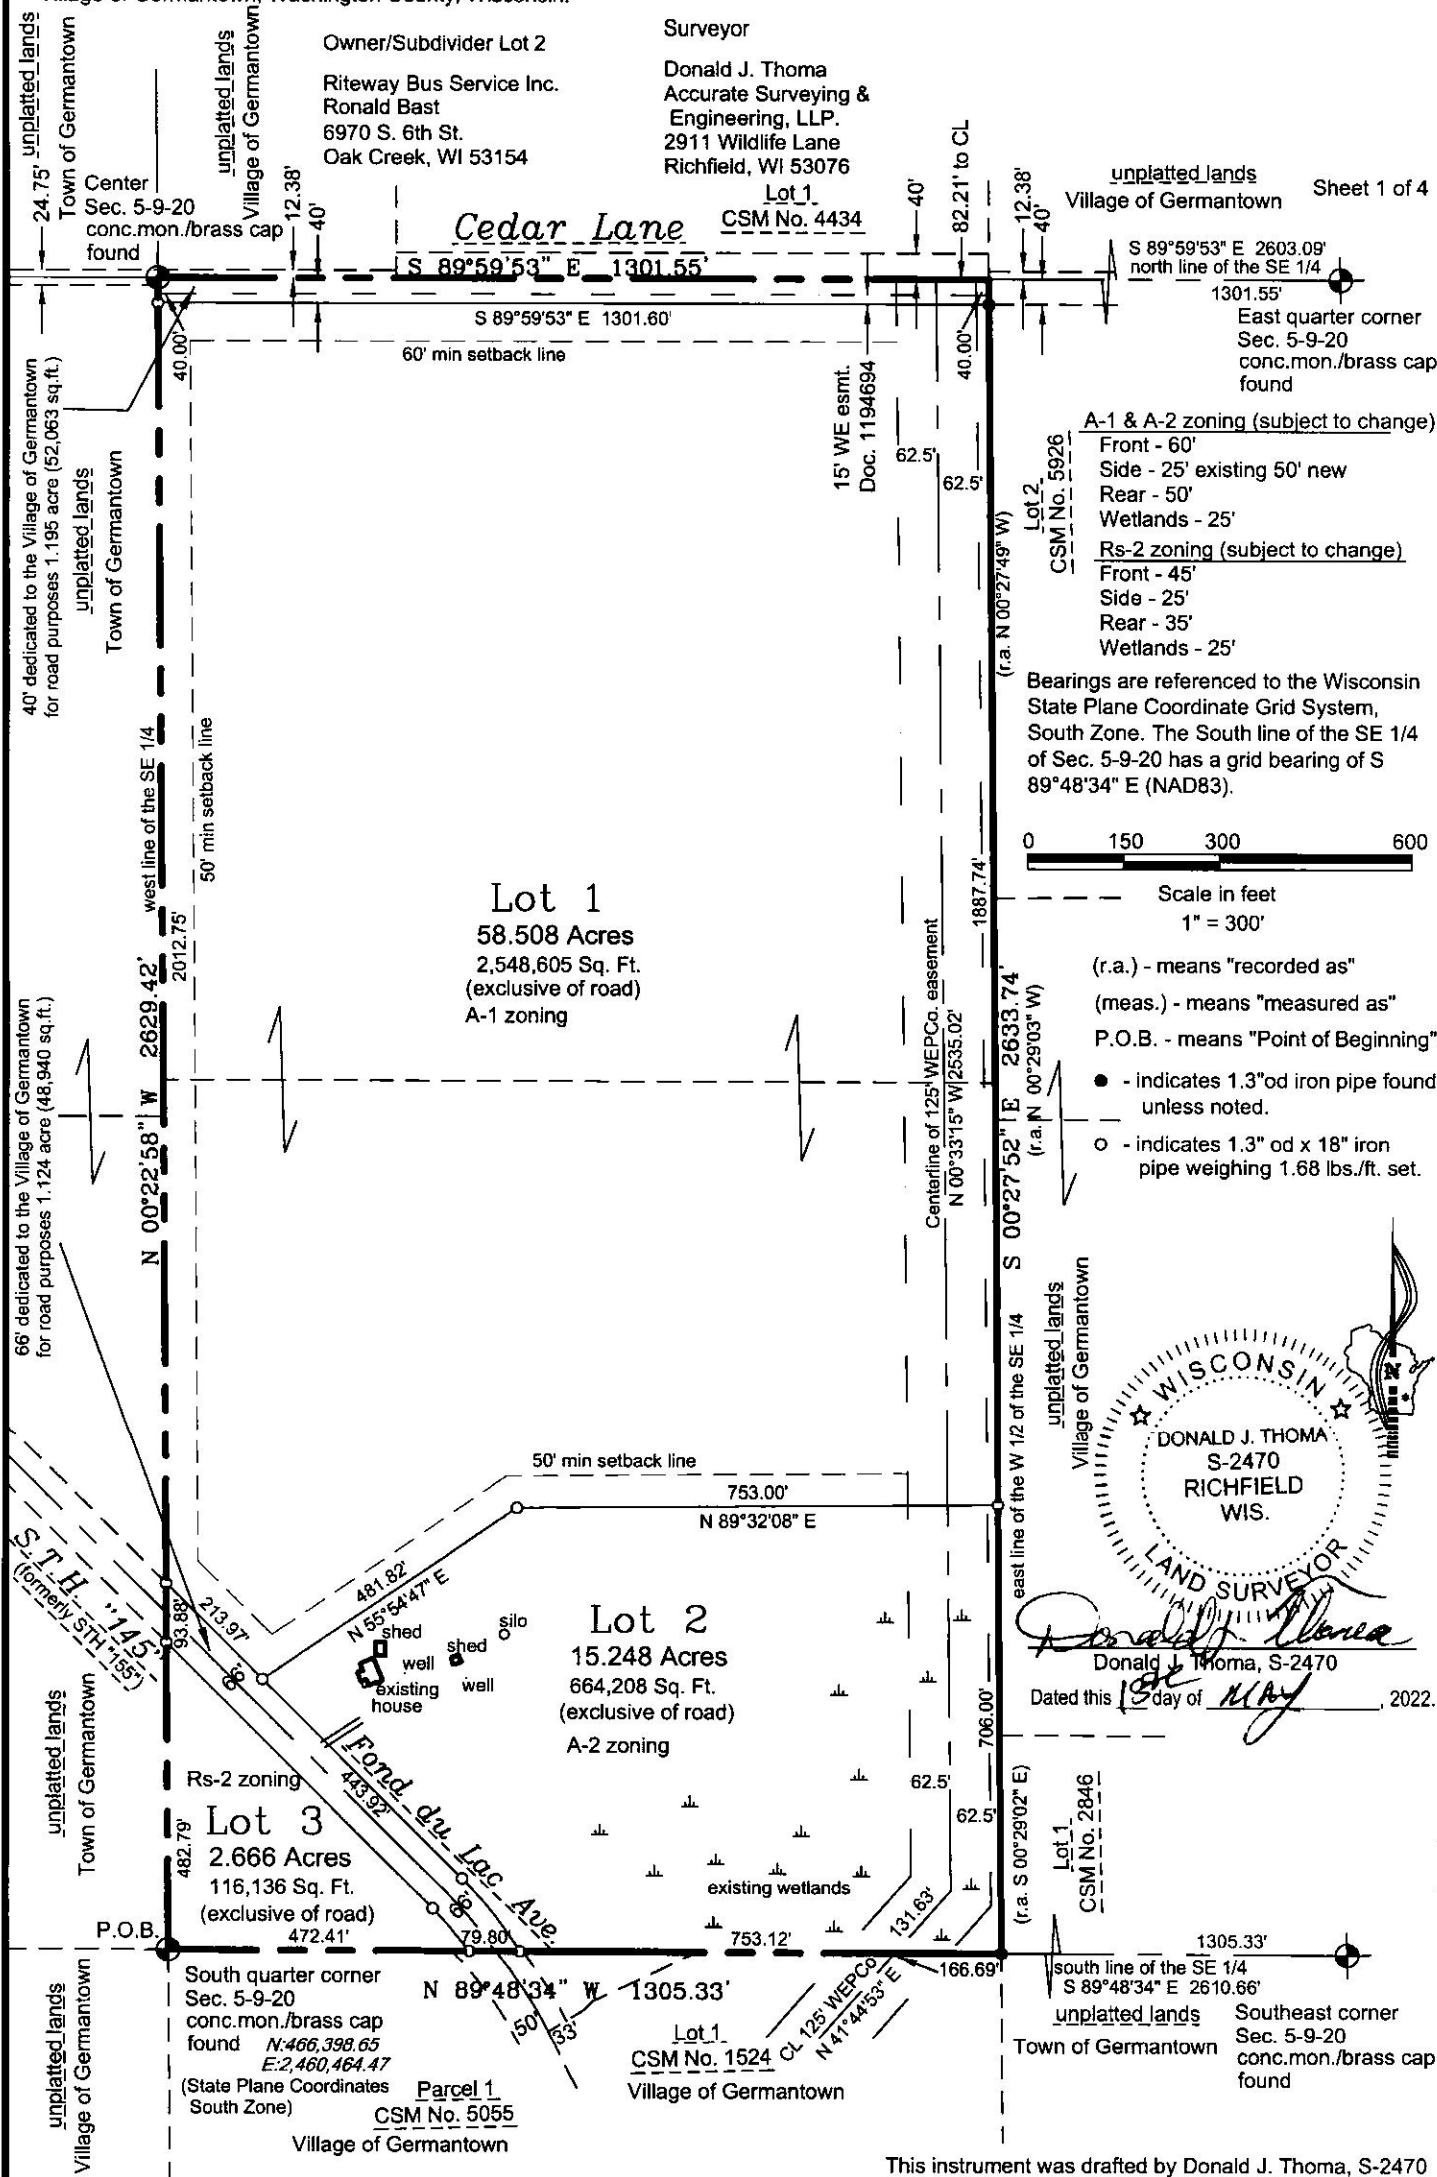 Owner/Subdivider Lot 2
Riteway Bus Service Inc.
Ronald Bast
6970 S. 6th St.
Oak Creek, WI 53154
Surveyor
Donald J. Thoma
Accurate Surveying &
Engineering, LLP.
2911 Wildlife Lane
Richfield, WI 53076
Sheet 1 of 4
24.75'
unplatted lands
Town of Germantown
unplatted lands
Village of Germantown
Center
Sec. 5-9-20
conc.mon./brass cap
found
12.38'
40'
Cedar Lane
Lot 1
CSM No. 4434
40'
82.21' to CL
12.38'
40'
unplatted lands
Village of Germantown
S 89°59'53" E 2603.09'
north line of the SE 1/4
1301.55'
East quarter corner
Sec. 5-9-20
conc.mon./brass cap
found
S 89°59'53" E 1301.55'
S 89°59'53" E 1301.60'
60' min setback line
40.00'
40.00'
15' WE esmt.
Doc. 1194694
62.5'
62.5'
40' dedicated to the Village of Germantown
for road purposes 1.195 acre (52,063 sq.ft.)
unplatted lands
Town of Germantown
Lot 2
CSM No. 5926
(r.a. N 00°27'49" W)
A-1 & A-2 zoning (subject to change)
Front - 60'
Side - 25' existing 50' new
Rear - 50'
Wetlands - 25'
Rs-2 zoning (subject to change)
Front - 45'
Side - 25'
Rear - 35'
Wetlands - 25'
Bearings are referenced to the Wisconsin
State Plane Coordinate Grid System,
South Zone. The South line of the SE 1/4
of Sec. 5-9-20 has a grid bearing of S
89°48'34" E (NAD83).
0 150 300 600
Scale in feet
1" = 300'
(r.a.) - means "recorded as"
(meas.) - means "measured as"
P.O.B. - means "Point of Beginning"
- indicates 1.3"od iron pipe found
unless noted.
- indicates 1.3" od x 18" iron
pipe weighing 1.68 lbs./ft. set.
west line of the SE 1/4
50' min setback line
2012.75'
N 00°22'58" W 2629.42'
Lot 1
58.508 Acres
2,548,605 Sq. Ft.
(exclusive of road)
A-1 zoning
Centerline of 125' WEPCo. easement
N 00°33'15" W 2535.02'
1887.74'
S 00°27'52" E 2633.74'
(r.a. N 00°29'03" W)
66' dedicated to the Village of Germantown
for road purposes 1.124 acre (48,940 sq.ft.)
east line of the W 1/2 of the SE 1/4
unplatted lands
Village of Germantown
WISCONSIN
DONALD J. THOMA
S-2470
RICHFIELD
WIS.
LAND SURVEYOR
Donald J. Thoma
Donald J. Thoma, S-2470
Dated this day of MAY, 2022.
50' min setback line
753.00'
N 89°32'08" E
481.82'
N 55°54'47" E
S.T.H. "145"
(formerly STH "155")
93.88'
213.97'
66'
shed
well
existing
house
shed
well
silo
Lot 2
15.248 Acres
664,208 Sq. Ft.
(exclusive of road)
A-2 zoning
706.00'
62.5'
62.5'
Fond du Lac Ave.
443.92'
66'
unplatted lands
Town of Germantown
482.79'
Rs-2 zoning
Lot 3
2.666 Acres
116,136 Sq. Ft.
(exclusive of road)
existing wetlands
131.63'
(r.a. S 00°29'02" E)
Lot 1
CSM No. 2846
P.O.B.
472.41'
79.80'
753.12'
166.69'
1305.33'
south line of the SE 1/4
S 89°48'34" E 2610.66'
N 89°48'34" W 1305.33'
50'
33'
CL 125' WEPCo
N 41°44'53" E
unplatted lands
Village of Germantown
South quarter corner
Sec. 5-9-20
conc.mon./brass cap
found N:466,398.65
E:2,460,464.47
(State Plane Coordinates
South Zone)
Parcel 1
CSM No. 5055
Village of Germantown
Lot 1
CSM No. 1524
Village of Germantown
unplatted lands
Town of Germantown
Southeast corner
Sec. 5-9-20
conc.mon./brass cap
found
This instrument was drafted by Donald J. Thoma, S-2470